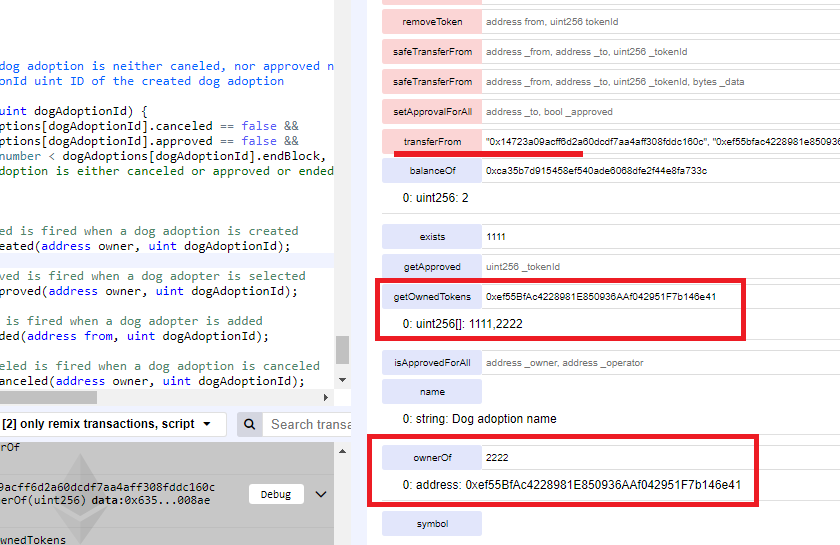 dog adoption is neither caneled, nor approved n
onId uint ID of the created dog adoption
uint dogAdoptionId) {
ptions[dogAdoptionId].canceled == false &&
ptions[dogAdoptionId].approved == false &&
number < dogAdoptions[dogAdoptionId].endBlock,
doption is either canceled or approved or ended
ed is fired when a dog adoption is created
eated(address owner, uint dogAdoptionId);
ved is fired when a dog adopter is selected
proved(address owner, uint dogAdoptionId);
is fired when a dog adopter is added
ded(address from, uint dogAdoptionId);
eled is fired when a dog adoption is canceled
anceled(address owner, uint dogAdoptionId);
[2] only remix transactions, script
Search transa
erOf
9acff6d2a60dcdf7aa4aff308fddc160c
nerOf(uint256) data:0x635...008ae
Debug
wnedTokens
removeToken address from, uint256 tokenId
safeTransferFrom address _from, address _to, uint256 _tokenId
safeTransferFrom address _from, address _to, uint256 _tokenId, bytes _data
setApprovalForAll address _to, bool _approved
transferFrom "0x14723a09acff6d2a60dcdf7aa4aff308fddc160c", "0xef55bfac4228981e850936
balanceOf 0xca35b7d915458ef540ade6068dfe2f44e8fa733c
0: uint256: 2
exists 1111
getApproved uint256 _tokenId
getOwnedTokens 0xef55BfAc4228981E850936AAf042951F7b146e41
0: uint256[]: 1111,2222
isApprovedForAll address _owner, address _operator
name
0: string: Dog adoption name
ownerOf 2222
0: address: 0xef55BfAc4228981E850936AAf042951F7b146e41
symbol